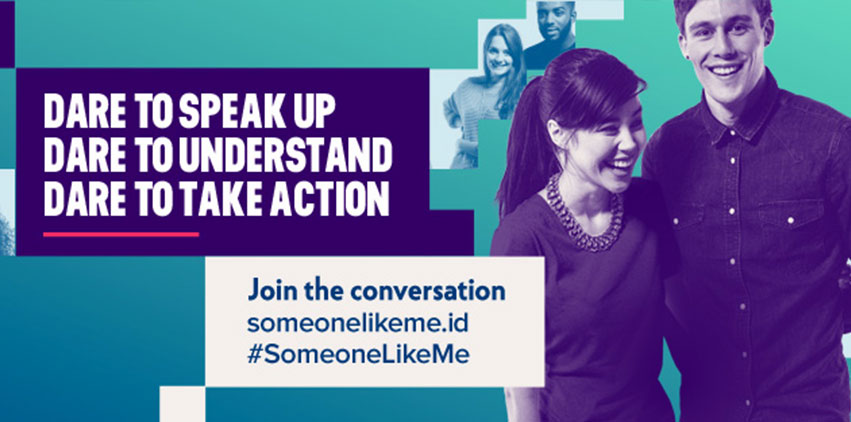 DARE TO SPEAK UP
DARE TO UNDERSTAND
DARE TO TAKE ACTION
Join the conversation
someonelikeme.id
#SomeoneLikeMe